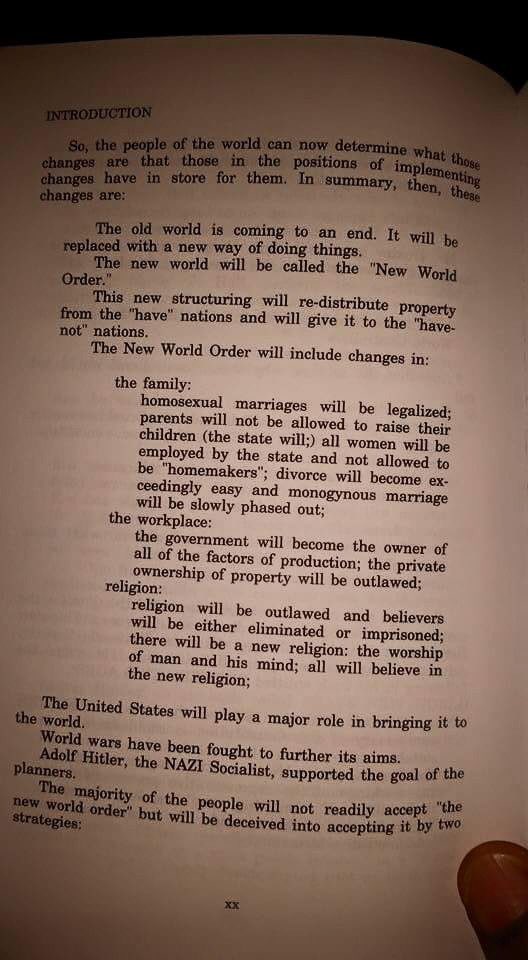 INTRODUCTION
So, the people of the world can now determine what those
changes are that those in the positions of implementing
changes have in store for them. In summary, then, these
changes are:
The old world is coming to an end. It will be
replaced with a new way of doing things.
The new world will be called the "New World
Order."
This new structuring will re-distribute property
from the "have" nations and will give it to the "have-
not" nations.
The New World Order will include changes in:
the family:
homosexual marriages will be legalized;
parents will not be allowed to raise their
children (the state will;) all women will be
employed by the state and not allowed to
be "homemakers"; divorce will become ex-
ceedingly easy and monogynous marriage
will be slowly phased out;
the workplace:
the government will become the owner of
all of the factors of production; the private
ownership of property will be outlawed;
religion:
religion will be outlawed and believers
will be either eliminated or imprisoned;
there will be a new religion: the worship
of man and his mind; all will believe in
the new religion;
The United States will play a major role in bringing it to
the world.
World wars have been fought to further its aims.
Adolf Hitler, the NAZI Socialist, supported the goal of the
planners.
The majority of the people will not readily accept "the
new world order" but will be deceived into accepting it by two
strategies:
xx